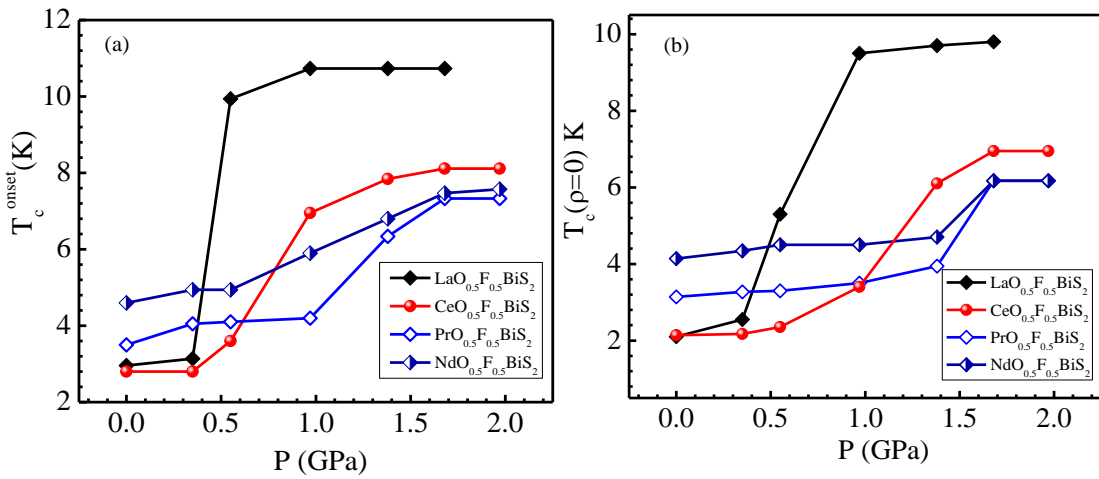 (a)
T_c^onset(K)
12
10
8
6
4
2
0.0
0.5
1.0
1.5
2.0
P (GPa)
LaO0.5F0.5BiS2
CeO0.5F0.5BiS2
PrO0.5F0.5BiS2
NdO0.5F0.5BiS2
(b)
T_c(ρ=0) K
10
8
6
4
2
0.0
0.5
1.0
1.5
2.0
P (GPa)
LaO0.5F0.5BiS2
CeO0.5F0.5BiS2
PrO0.5F0.5BiS2
NdO0.5F0.5BiS2